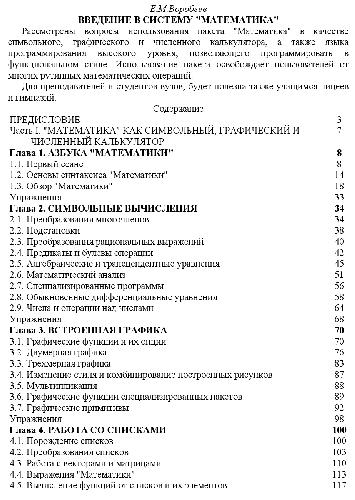 Е.М.Воробьев
ВВЕДЕНИЕ В СИСТЕМУ "МАТЕМАТИКА"
Рассмотрены вопросы использования пакета "Математика" в качестве
символьного, графического и численного калькулятора, а также языка
программирования высокого уровня, позволяющего программировать в
функциональном стиле. Использование пакета освобождает пользователей от
многих рутинных математических операций.
Для преподавателей и студентов вузов, будет полезна также учащимся лицеев
и гимназий.
Содержание
ПРЕДИСЛОВИЕ 3
Часть I. "МАТЕМАТИКА" КАК СИМВОЛЬНЫЙ, ГРАФИЧЕСКИЙ И 7
ЧИСЛЕННЫЙ КАЛЬКУЛЯТОР
Глава 1. АЗБУКА "МАТЕМАТИКИ" 8
1.1. Первый сеанс 8
1.2. Основы синтаксиса "Математики" 14
1.3. Обзор "Математики" 18
Упражнения 33
Глава 2. СИМВОЛЬНЫЕ ВЫЧИСЛЕНИЯ 34
2.1. Преобразования многочленов 34
2.2. Подстановки 38
2.3. Преобразования рациональных выражений 40
2.4. Предикаты и булевы операции 42
2.5. Алгебраические и трансцендентные уравнения 45
2.6. Математический анализ 51
2.7. Специализированные программы 56
2.8. Обыкновенные дифференциальные уравнения 58
2.9. Числа и операции над числами 64
Упражнения 68
Глава 3. ВСТРОЕННАЯ ГРАФИКА 70
3.1. Графические функции и их опции 70
3.2. Двумерная графика 76
3.3. Трехмерная графика 83
3.4. Изменение стиля и комбинирование построенных рисунков 87
3.5. Мультипликация 88
3.6. Графические функции специализированных пакетов 89
3.7. Графические примитивы 92
Упражнения 98
Глава 4. РАБОТА СО СПИСКАМИ 100
4.1. Порождение списков 100
4.2. Преобразования списков 103
4.3. Работа с векторами и матрицами 110
4.4. Выражения "Математики" 113
4.5. Вычисление функций от списков и их элементов 117